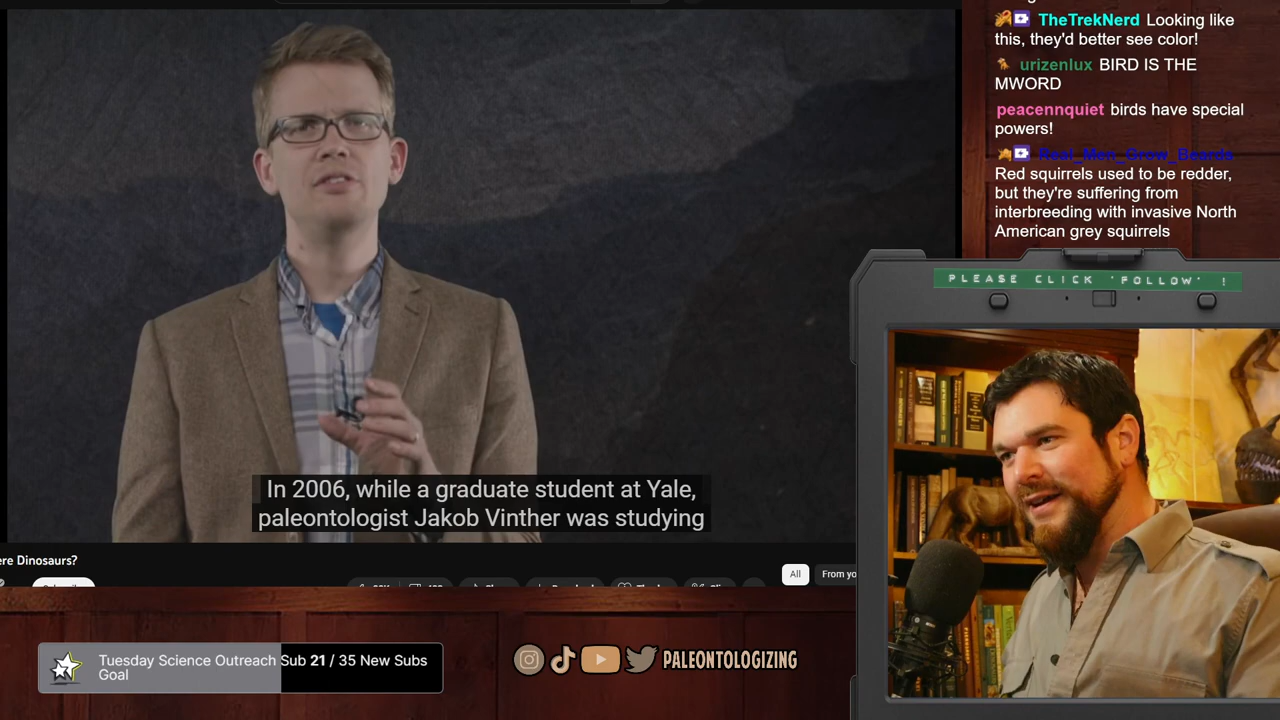 TheTrekNerd Looking like
this, they'd better see color!
urizenlux BIRD IS THE
MWORD
peacennquiet birds have special
powers!
Real_Men_Grow_Beards
Red squirrels used to be redder,
but they're suffering from
interbreeding with invasive North
American grey squirrels
PLEASE CLICK "FOLLOW" !
In 2006, while a graduate student at Yale,
paleontologist Jakob Vinther was studying
ere Dinosaurs?
All
From yo
Tuesday Science Outreach Sub 21 / 35 New Subs
Goal
PALEONTOLOGIZING